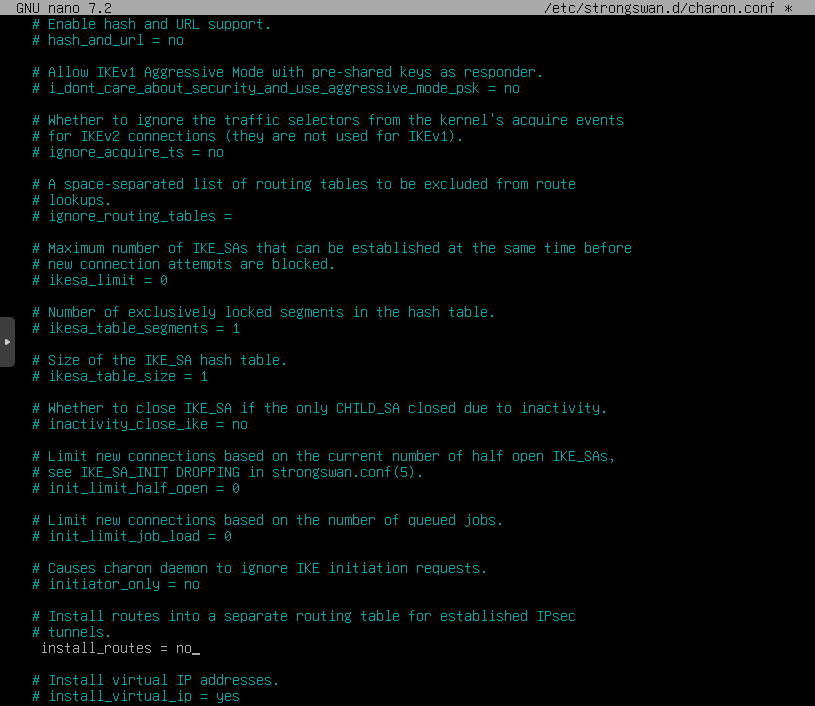 GNU nano 7.2 /etc/strongswan.d/charon.conf *
# Enable hash and URL support.
# hash_and_url = no
# Allow IKEv1 Aggressive Mode with pre-shared keys as responder.
# i_dont_care_about_security_and_use_aggressive_mode_psk = no
# Whether to ignore the traffic selectors from the kernel's acquire events
# for IKEv2 connections (they are not used for IKEv1).
# ignore_acquire_ts = no
# A space-separated list of routing tables to be excluded from route
# lookups.
# ignore_routing_tables =
# Maximum number of IKE_SAs that can be established at the same time before
# new connection attempts are blocked.
# ikesa_limit = 0
# Number of exclusively locked segments in the hash table.
# ikesa_table_segments = 1
# Size of the IKE_SA hash table.
# ikesa_table_size = 1
# Whether to close IKE_SA if the only CHILD_SA closed due to inactivity.
# inactivity_close_ike = no
# Limit new connections based on the current number of half open IKE_SAs,
# see IKE_SA_INIT DROPPING in strongswan.conf(5).
# init_limit_half_open = 0
# Limit new connections based on the number of queued jobs.
# init_limit_job_load = 0
# Causes charon daemon to ignore IKE initiation requests.
# initiator_only = no
# Install routes into a separate routing table for established IPsec
# tunnels.
install_routes = no_
# Install virtual IP addresses.
# install_virtual_ip = yes